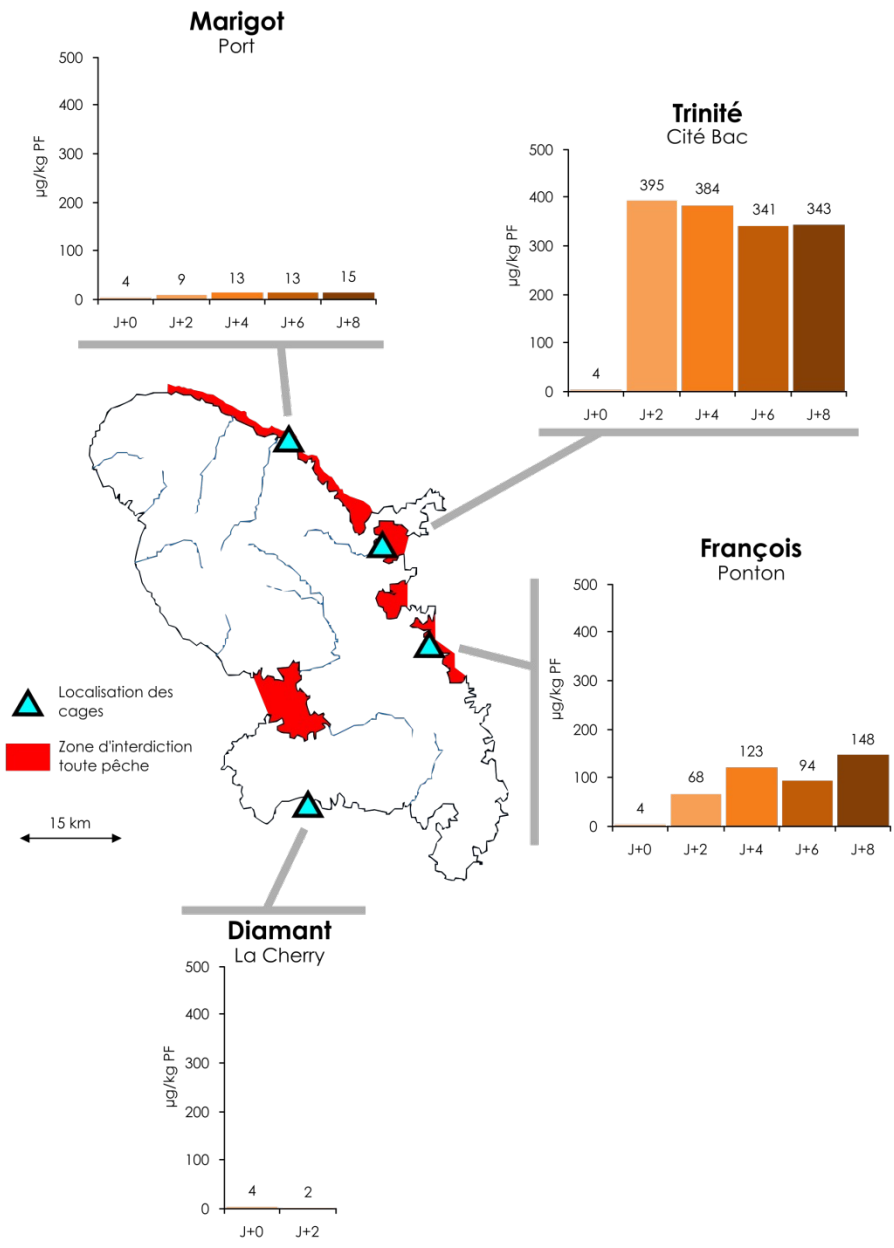 Marigot
Port
500
400
300
200
100
0
µg/kg PF
4
9
13
13
15
J+0
J+2
J+4
J+6
J+8
Trinité
Cité Bac
500
400
300
200
100
0
µg/kg PF
4
395
384
341
343
J+0
J+2
J+4
J+6
J+8
François
Ponton
500
400
300
200
100
0
µg/kg PF
4
68
123
94
148
J+0
J+2
J+4
J+6
J+8
Localisation des
cages
Zone d'interdiction
toute pêche
15 km
Diamant
La Cherry
500
400
300
200
100
0
µg/kg PF
4
2
J+0
J+2